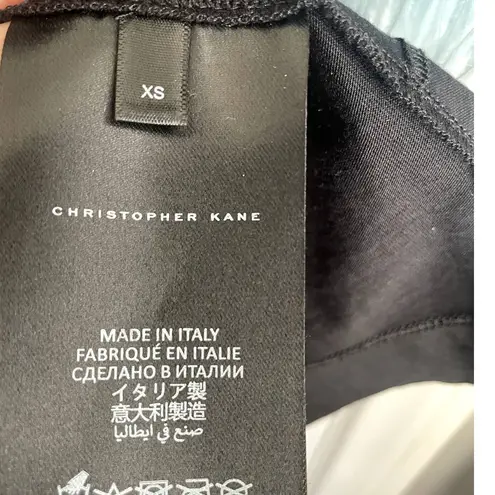 XS
CHRISTOPHER KANE
MADE IN ITALY
FABRIQUÉ EN ITALIE
СДЕЛАНО В ИТАЛИИ
イタリア製
意大利製造
صنع في ايطاليا